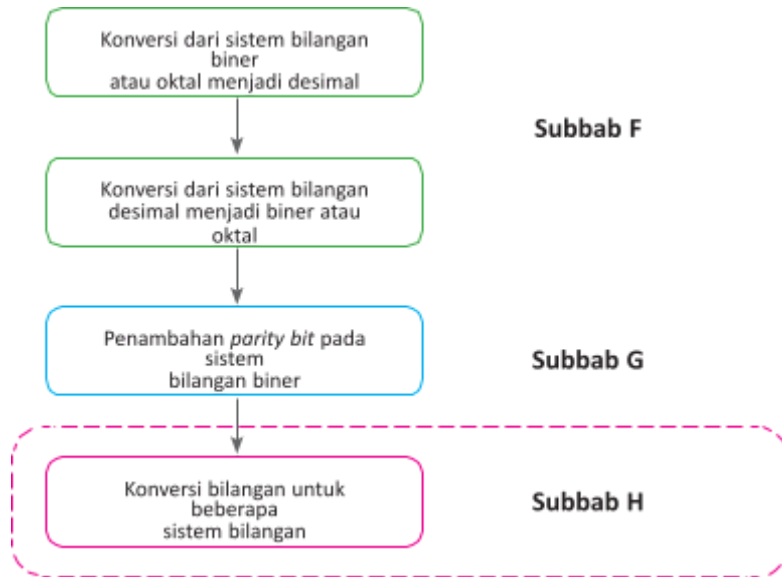 Konversi dari sistem bilangan
biner
atau oktal menjadi desimal
Subbab F
Konversi dari sistem bilangan
desimal menjadi biner atau
oktal
Penambahan parity bit pada
sistem
bilangan biner
Subbab G
Konversi bilangan untuk
beberapa
sistem bilangan
Subbab H